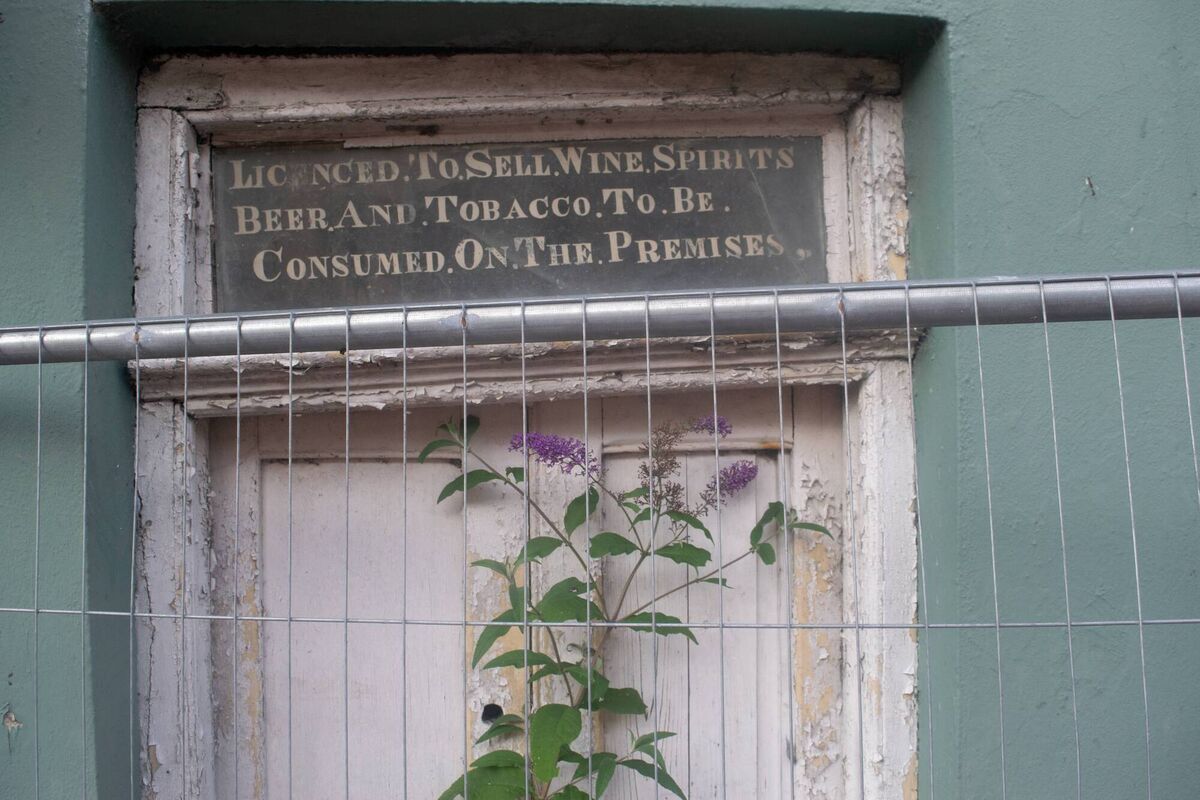 LICENCED.TO.SELL.WINE.SPIRITS
BEER.AND.TOBACCO.TO.BE.
CONSUMED.ON.THE.PREMISES.